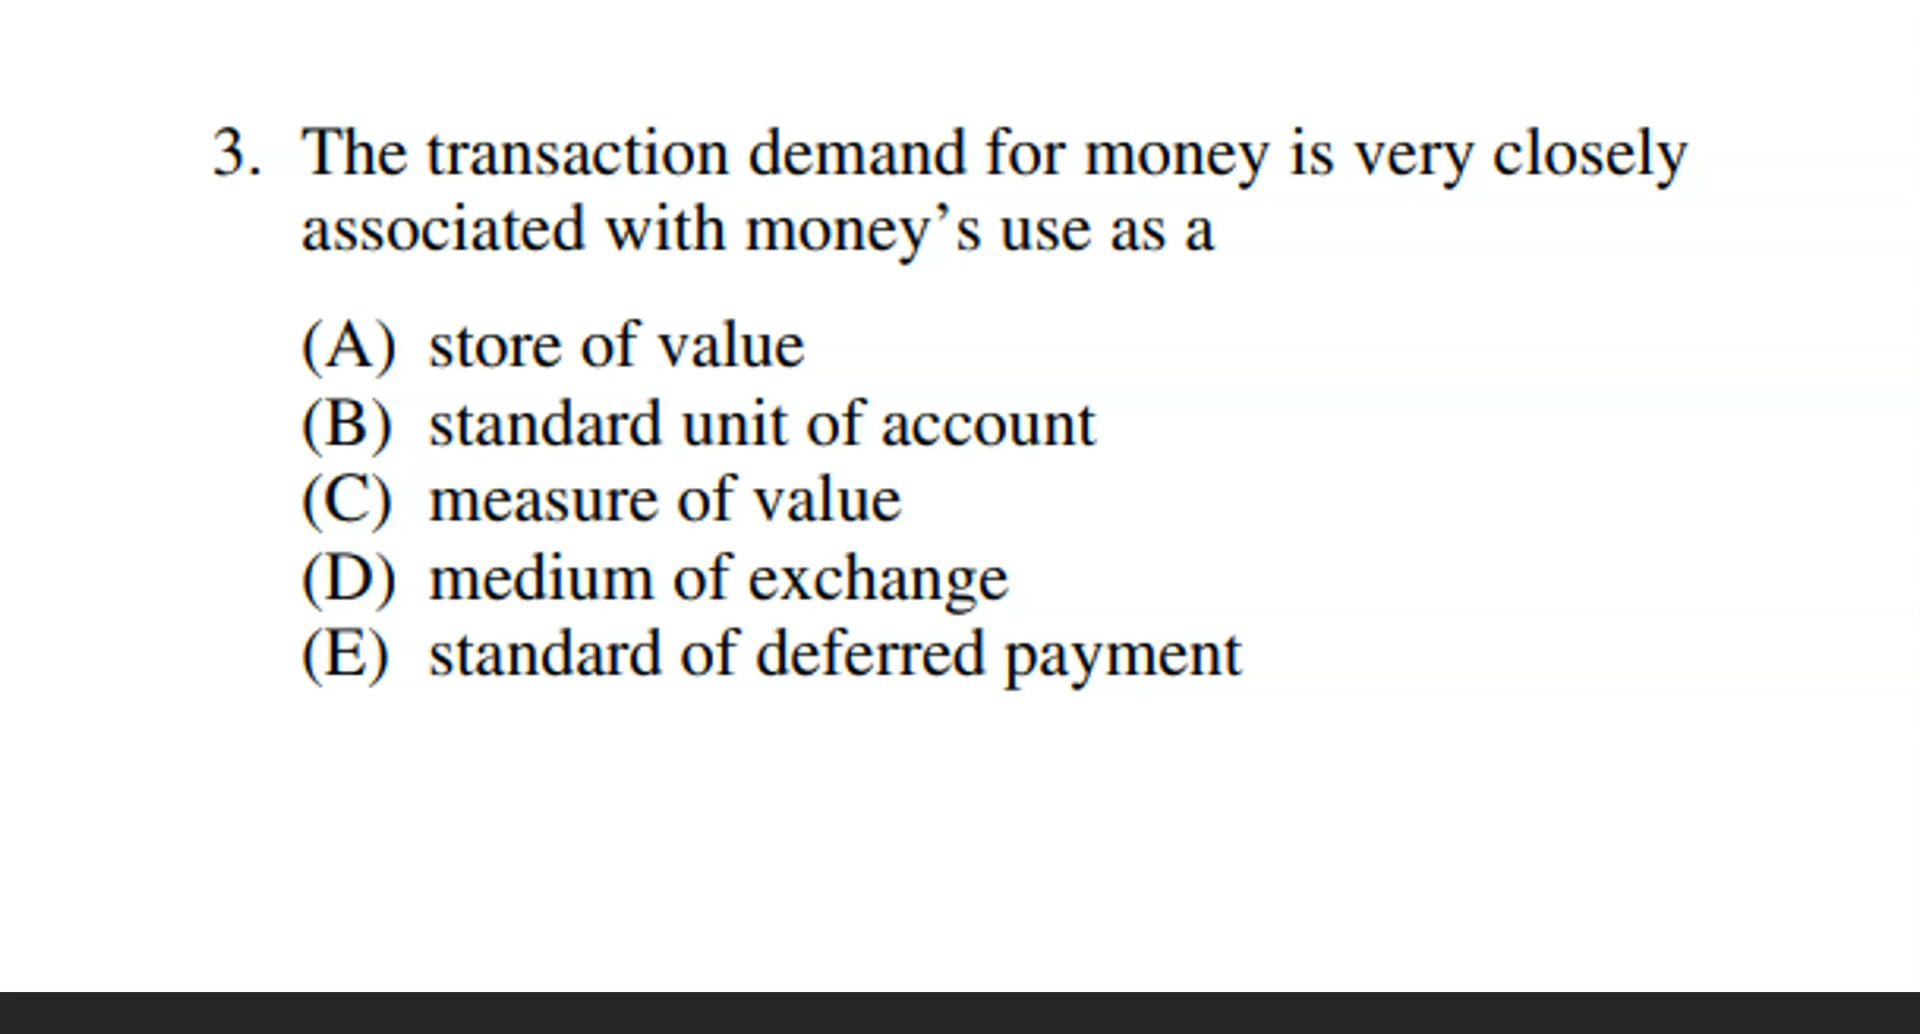 3. The transaction demand for money is very closely
associated with money’s use as a
(A) store of value
(B) standard unit of account
(C) measure of value
(D) medium of exchange
(E) standard of deferred payment